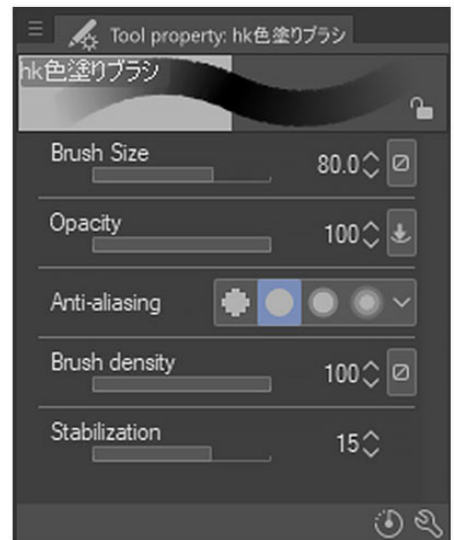 Tool property: hk色塗りブラシ
hk色塗りブラシ
Brush Size 80.0
Opacity 100
Anti-aliasing
Brush density 100
Stabilization 15